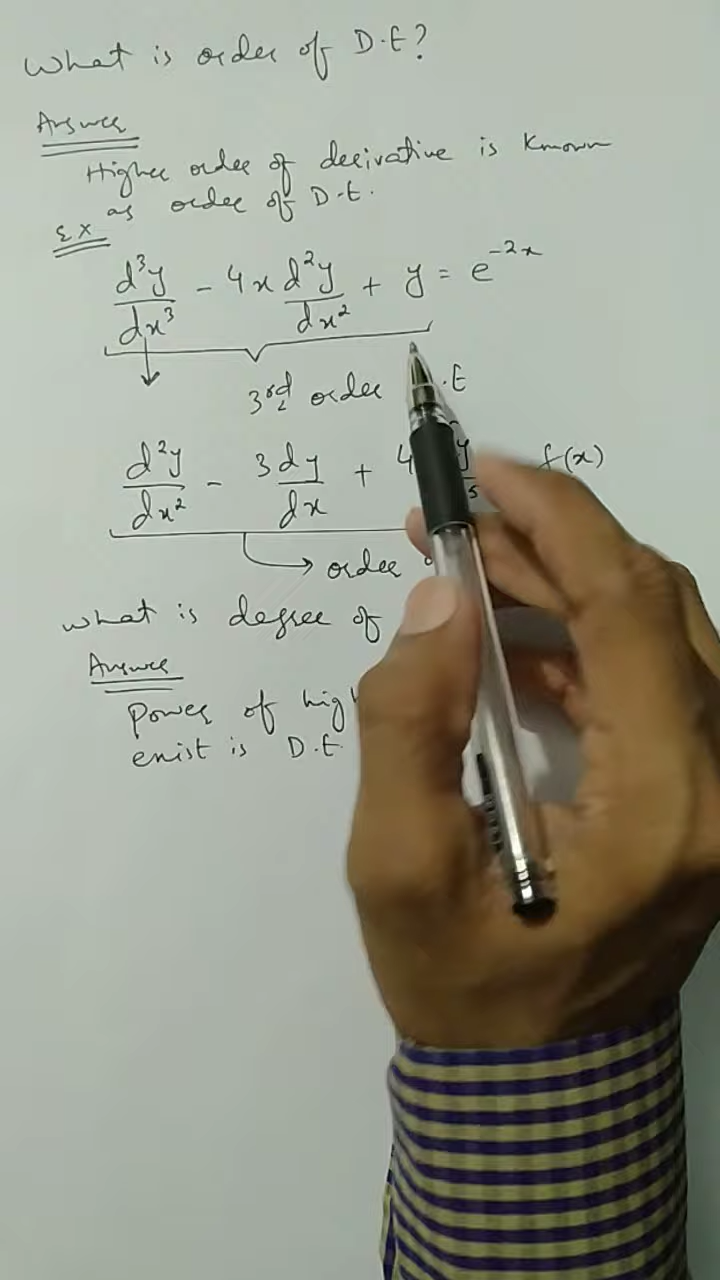 What is order of D.E?
Answer
Higher order of derivative is known
as order of D.E.
Ex
d³y/dx³ - 4x d²y/dx² + y = e^-2x
3rd order .E
d²y/dx² - 3dy/dx + 4 y 5 f(x)
order
what is degree of
Answer
Power of high
exist is D.E.